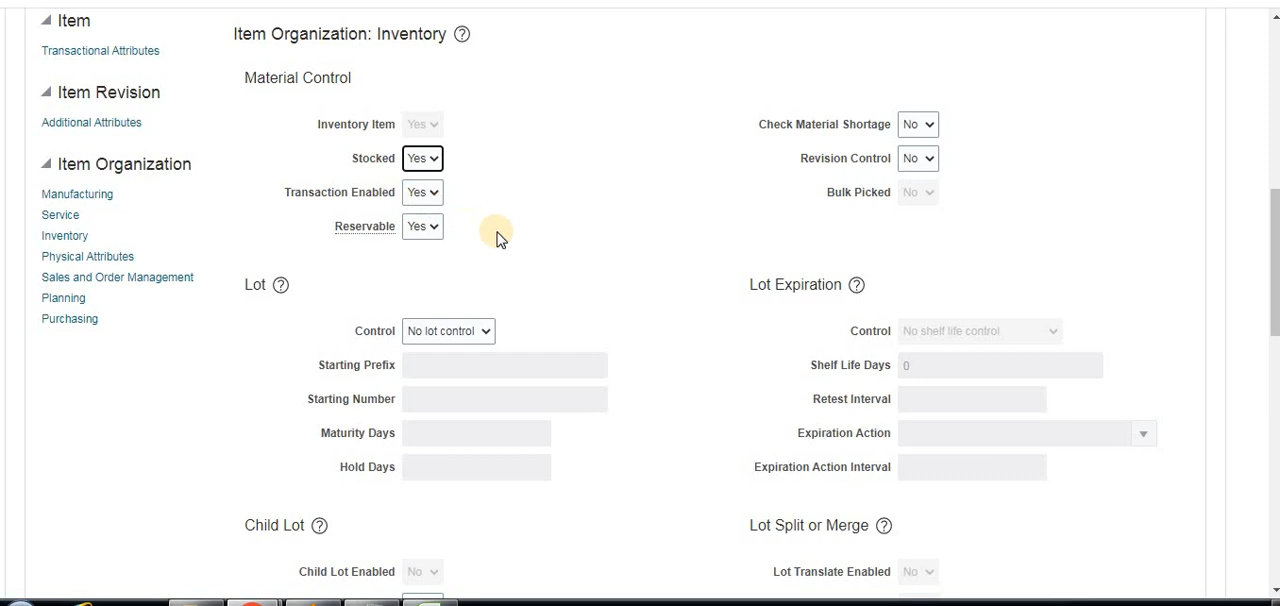 Item
Transactional Attributes
Item Revision
Additional Attributes
Item Organization
Manufacturing
Service
Inventory
Physical Attributes
Sales and Order Management
Planning
Purchasing
Item Organization: Inventory ?
Material Control
Inventory Item Yes
Stocked Yes
Transaction Enabled Yes
Reservable Yes
Check Material Shortage No
Revision Control No
Bulk Picked No
Lot ?
Control No lot control
Starting Prefix
Starting Number
Maturity Days
Hold Days
Lot Expiration ?
Control No shelf life control
Shelf Life Days 0
Retest Interval
Expiration Action
Expiration Action Interval
Child Lot ?
Child Lot Enabled No
Lot Split or Merge ?
Lot Translate Enabled No